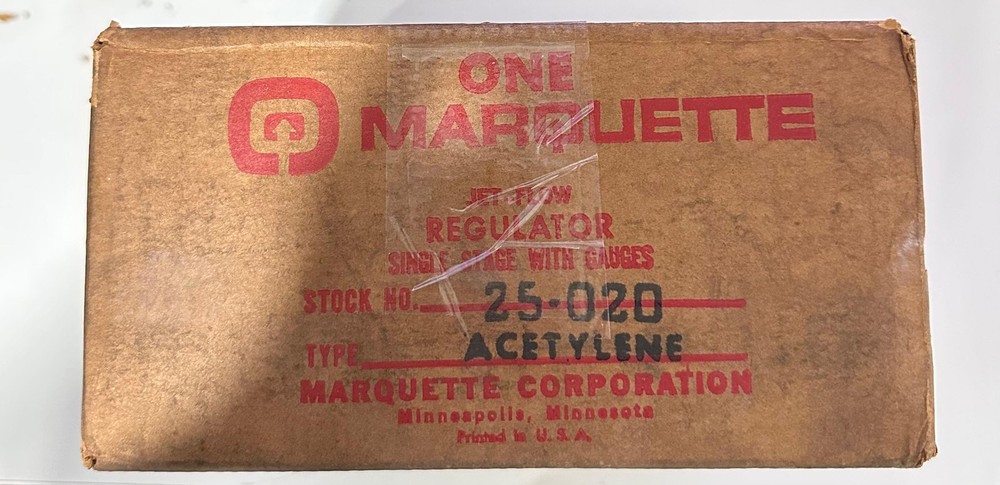 ONE
MARQUETTE
JET-FLOW
REGULATOR
SINGLE STAGE WITH GAUGES
STOCK NO. 25-020
TYPE ACETYLENE
MARQUETTE CORPORATION
Minneapolis, Minnesota
Printed in U.S.A.